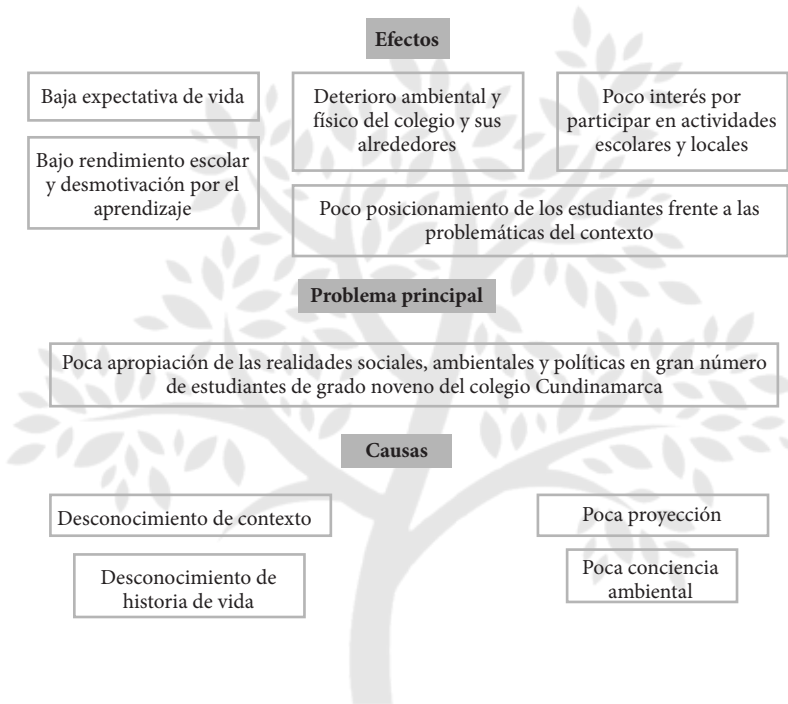 Efectos
Baja expectativa de vida
Deterioro ambiental y
físico del colegio y sus
alrededores
Poco interés por
participar en actividades
escolares y locales
Bajo rendimiento escolar
y desmotivación por el
aprendizaje
Poco posicionamiento de los estudiantes frente a las
problemáticas del contexto
Problema principal
Poca apropiación de las realidades sociales, ambientales y políticas en gran número
de estudiantes de grado noveno del colegio Cundinamarca
Causas
Desconocimiento de contexto
Poca proyección
Desconocimiento de
historia de vida
Poca conciencia
ambiental